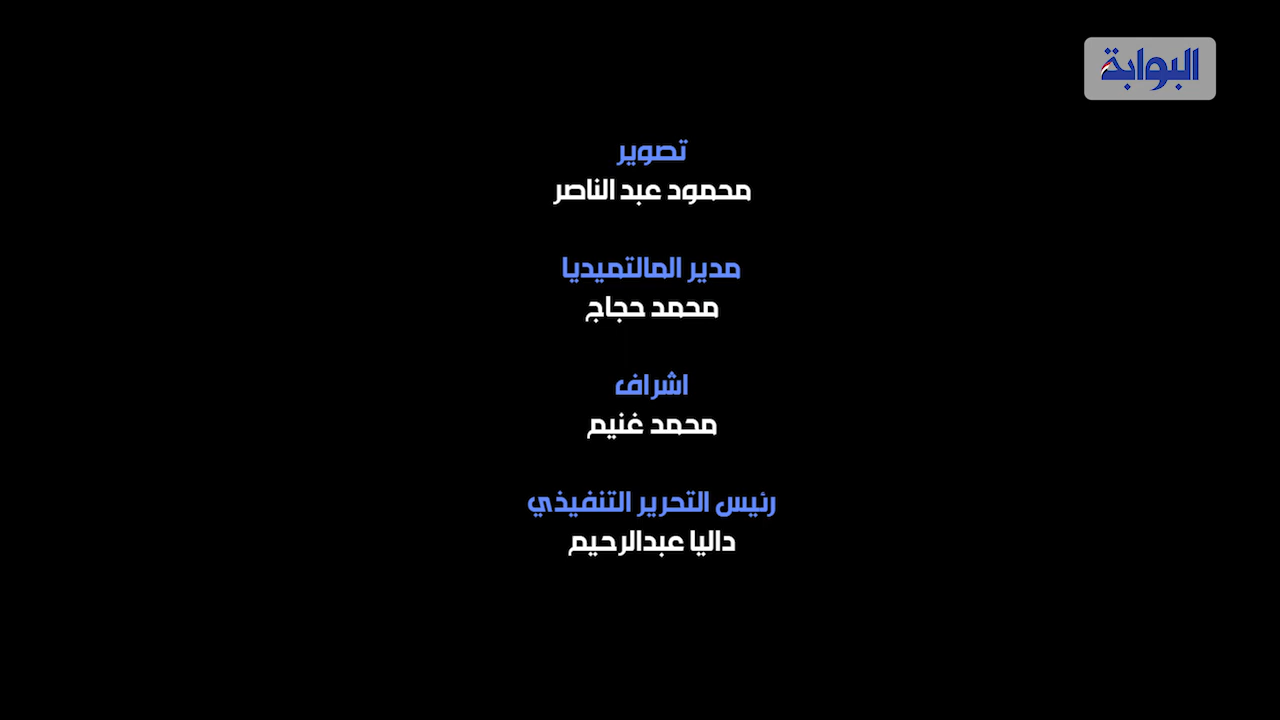 البوابة
تصوير
محمود عبد الناصر
مدير المالتميديا
محمد حجاج
اشراف
محمد غنيم
رئيس التحرير التنفيذي
داليا عبدالرحيم